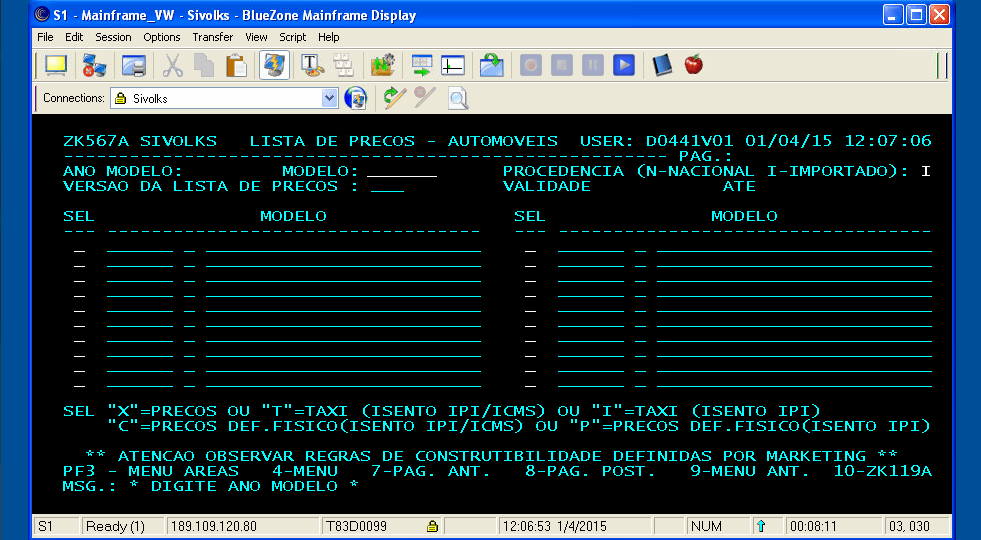 S1 - Mainframe_VW - Sivolks - BlueZone Mainframe Display
File Edit Session Options Transfer View Script Help
Connections: Sivolks
ZK567A SIVOLKS LISTA DE PRECOS - AUTOMOVEIS USER: D0441V01 01/04/15 12:07:06
------------------------------------------------------- PAG.:
ANO MODELO: MODELO: _______ PROCEDENCIA (N-NACIONAL I-IMPORTADO): I
VERSAO DA LISTA DE PRECOS : ___ VALIDADE ATE
SEL MODELO SEL MODELO
SEL "X"=PRECOS OU "T"=TAXI (ISENTO IPI/ICMS) OU "I"=TAXI (ISENTO IPI)
"C"=PRECOS DEF.FISICO(ISENTO IPI/ICMS) OU "P"=PRECOS DEF.FISICO(ISENTO IPI)
** ATENCAO OBSERVAR REGRAS DE CONSTRUTIBILIDADE DEFINIDAS POR MARKETING **
PF3 - MENU AREAS 4-MENU 7-PAG. ANT. 8-PAG. POST. 9-MENU ANT. 10-ZK119A
MSG.: * DIGITE ANO MODELO *
S1 Ready (1) 189.109.120.80 T83D0099 12:06:53 1/4/2015 NUM 00:08:11 03, 030